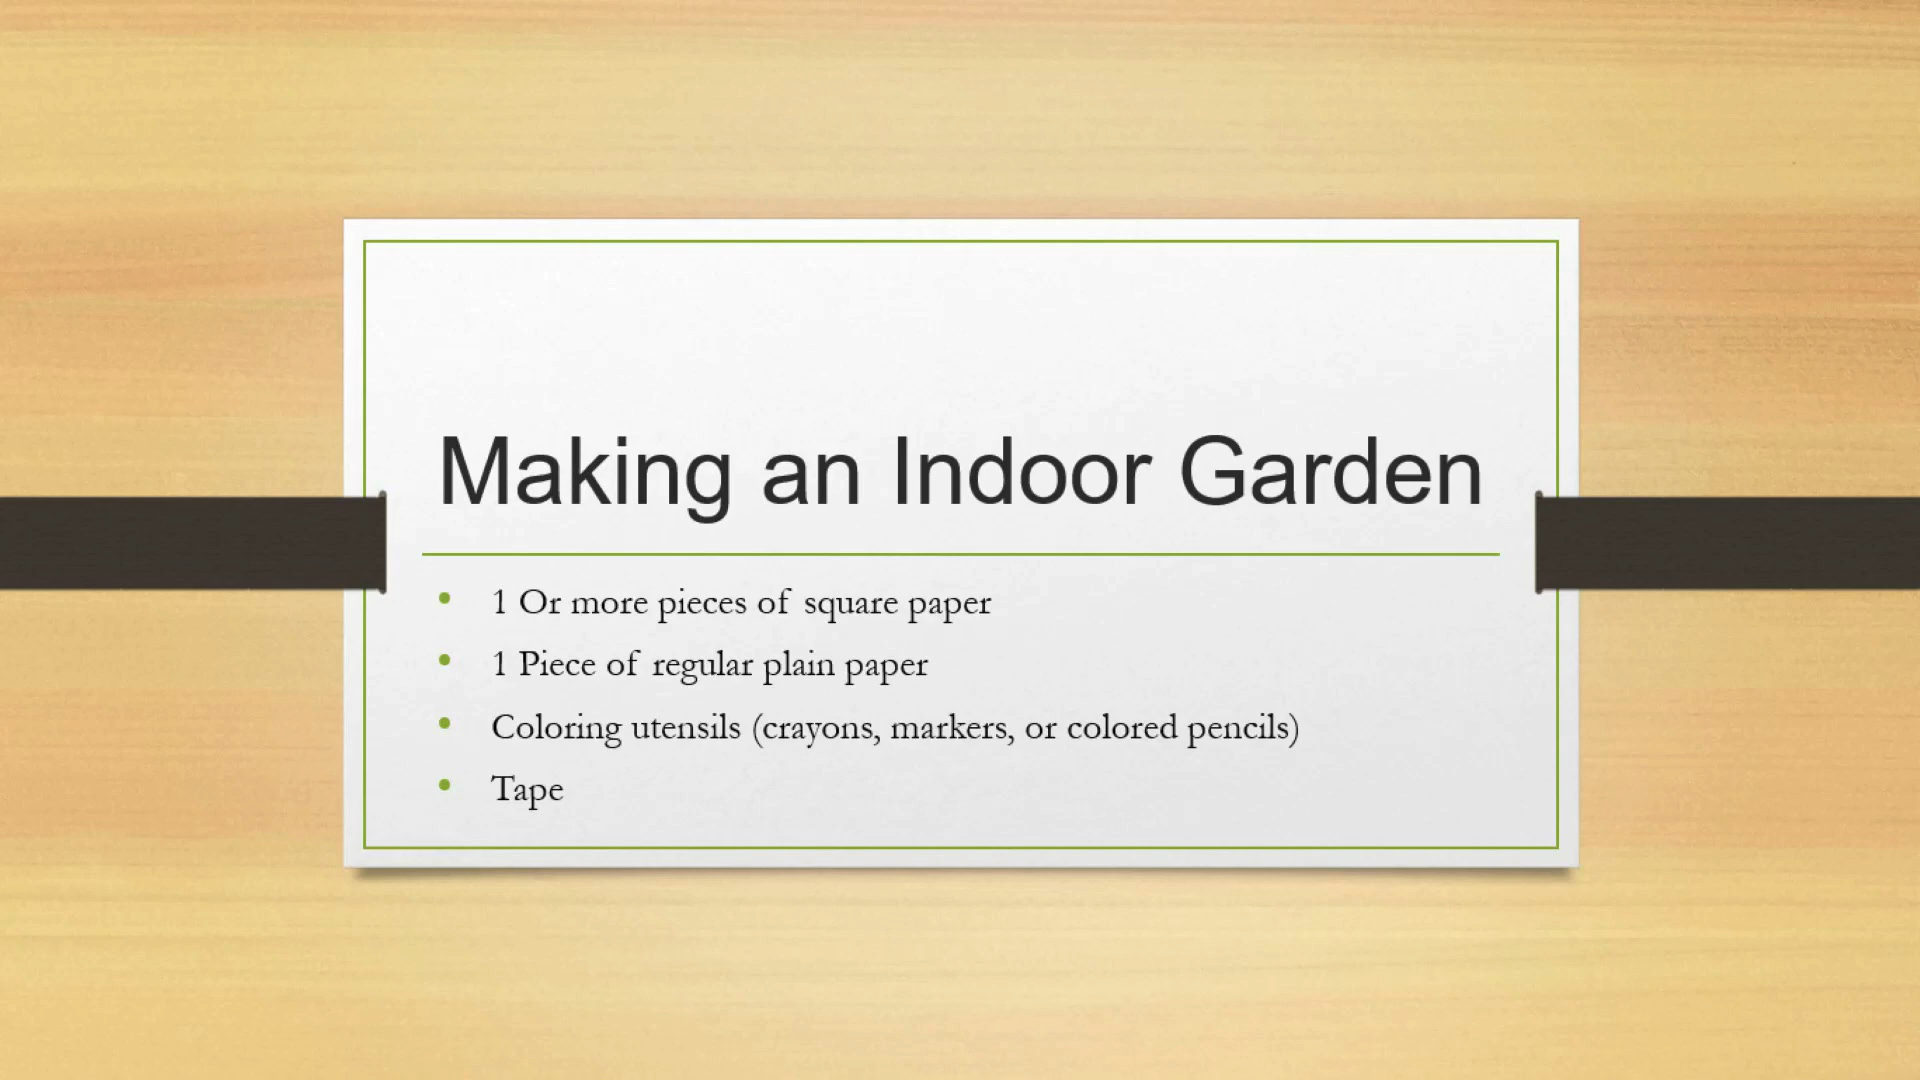 Making an Indoor Garden
• 1 Or more pieces of square paper
• 1 Piece of regular plain paper
• Coloring utensils (crayons, markers, or colored pencils)
• Tape